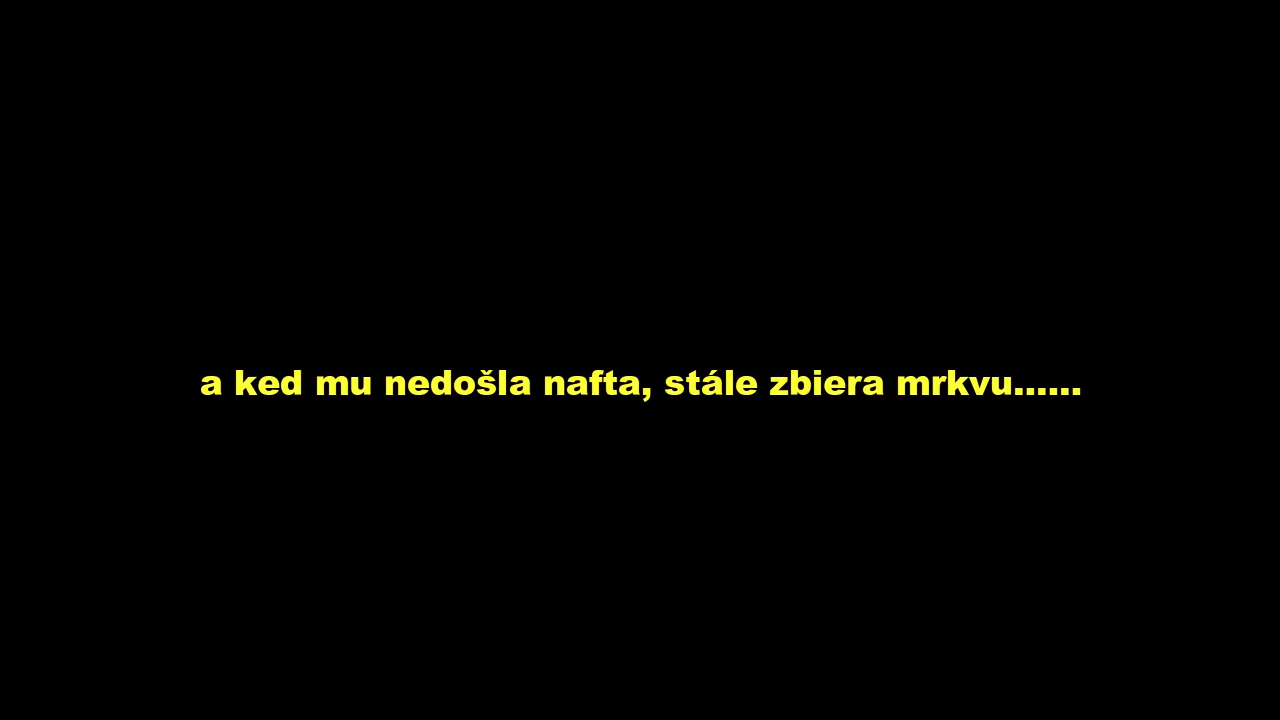 a ked mu nedošla nafta, stále zbiera mrkvu......